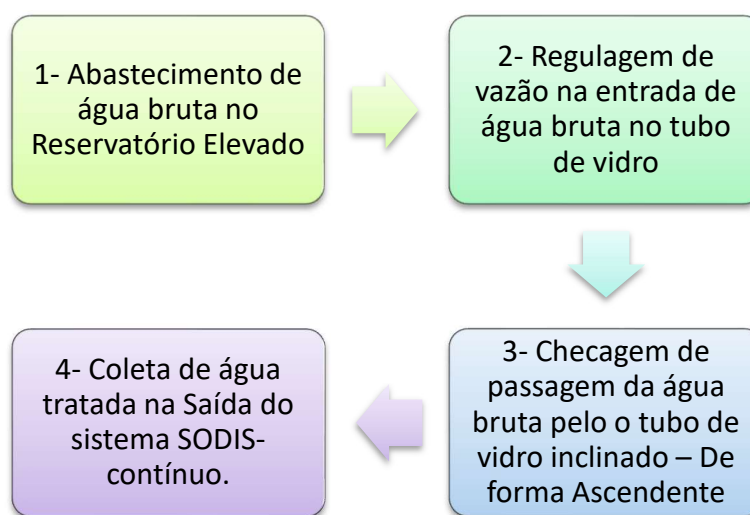 1- Abastecimento de
água bruta no
Reservatório Elevado
2- Regulagem de
vazão na entrada de
água bruta no tubo
de vidro
3- Checagem de
passagem da água
bruta pelo o tubo de
vidro inclinado – De
forma Ascendente
4- Coleta de água
tratada na Saída do
sistema SODIS-
contínuo.